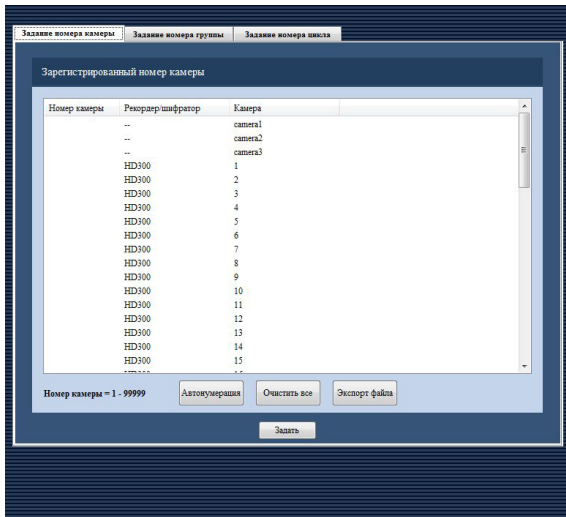 Задание номера камеры Задание номера группы Задание номера цикла
Зарегистрированный номер камеры
Номер камеры Рекордер/шифратор Камера
-- camera1
-- camera2
-- camera3
HD300 1
HD300 2
HD300 3
HD300 4
HD300 5
HD300 6
HD300 7
HD300 8
HD300 9
HD300 10
HD300 11
HD300 12
HD300 13
HD300 14
HD300 15
Номер камеры = 1 - 99999 Автонумерация Очистить все Экспорт файла
Задать